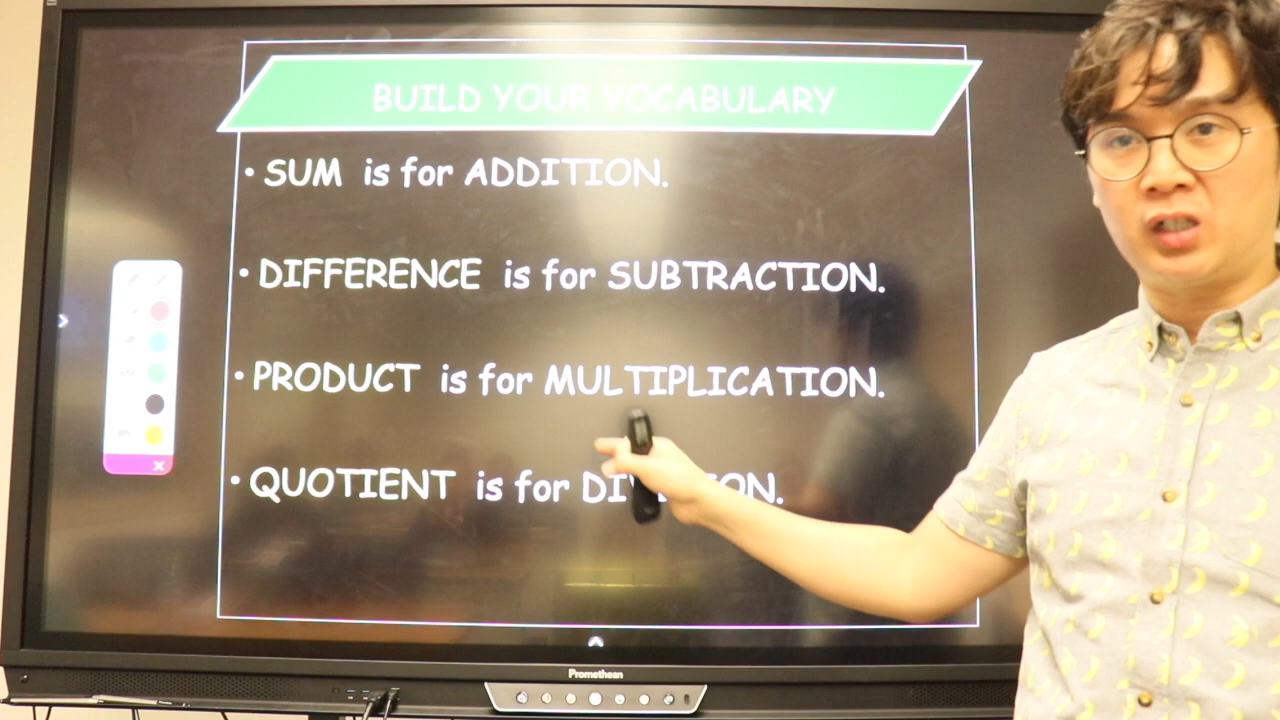 BUILD YOUR VOCABULARY
• SUM is for ADDITION.
• DIFFERENCE is for SUBTRACTION.
• PRODUCT is for MULTIPLICATION.
• QUOTIENT is for
Promethean